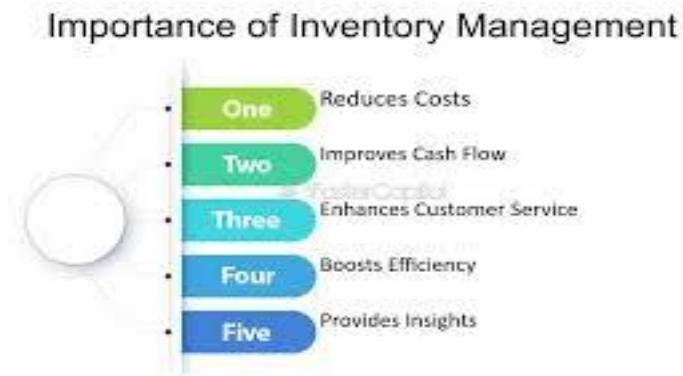 Importance of Inventory Management
One
Reduces Costs
Two
Improves Cash Flow
FasterCapital
Three
Enhances Customer Service
Four
Boosts Efficiency
Five
Provides Insights